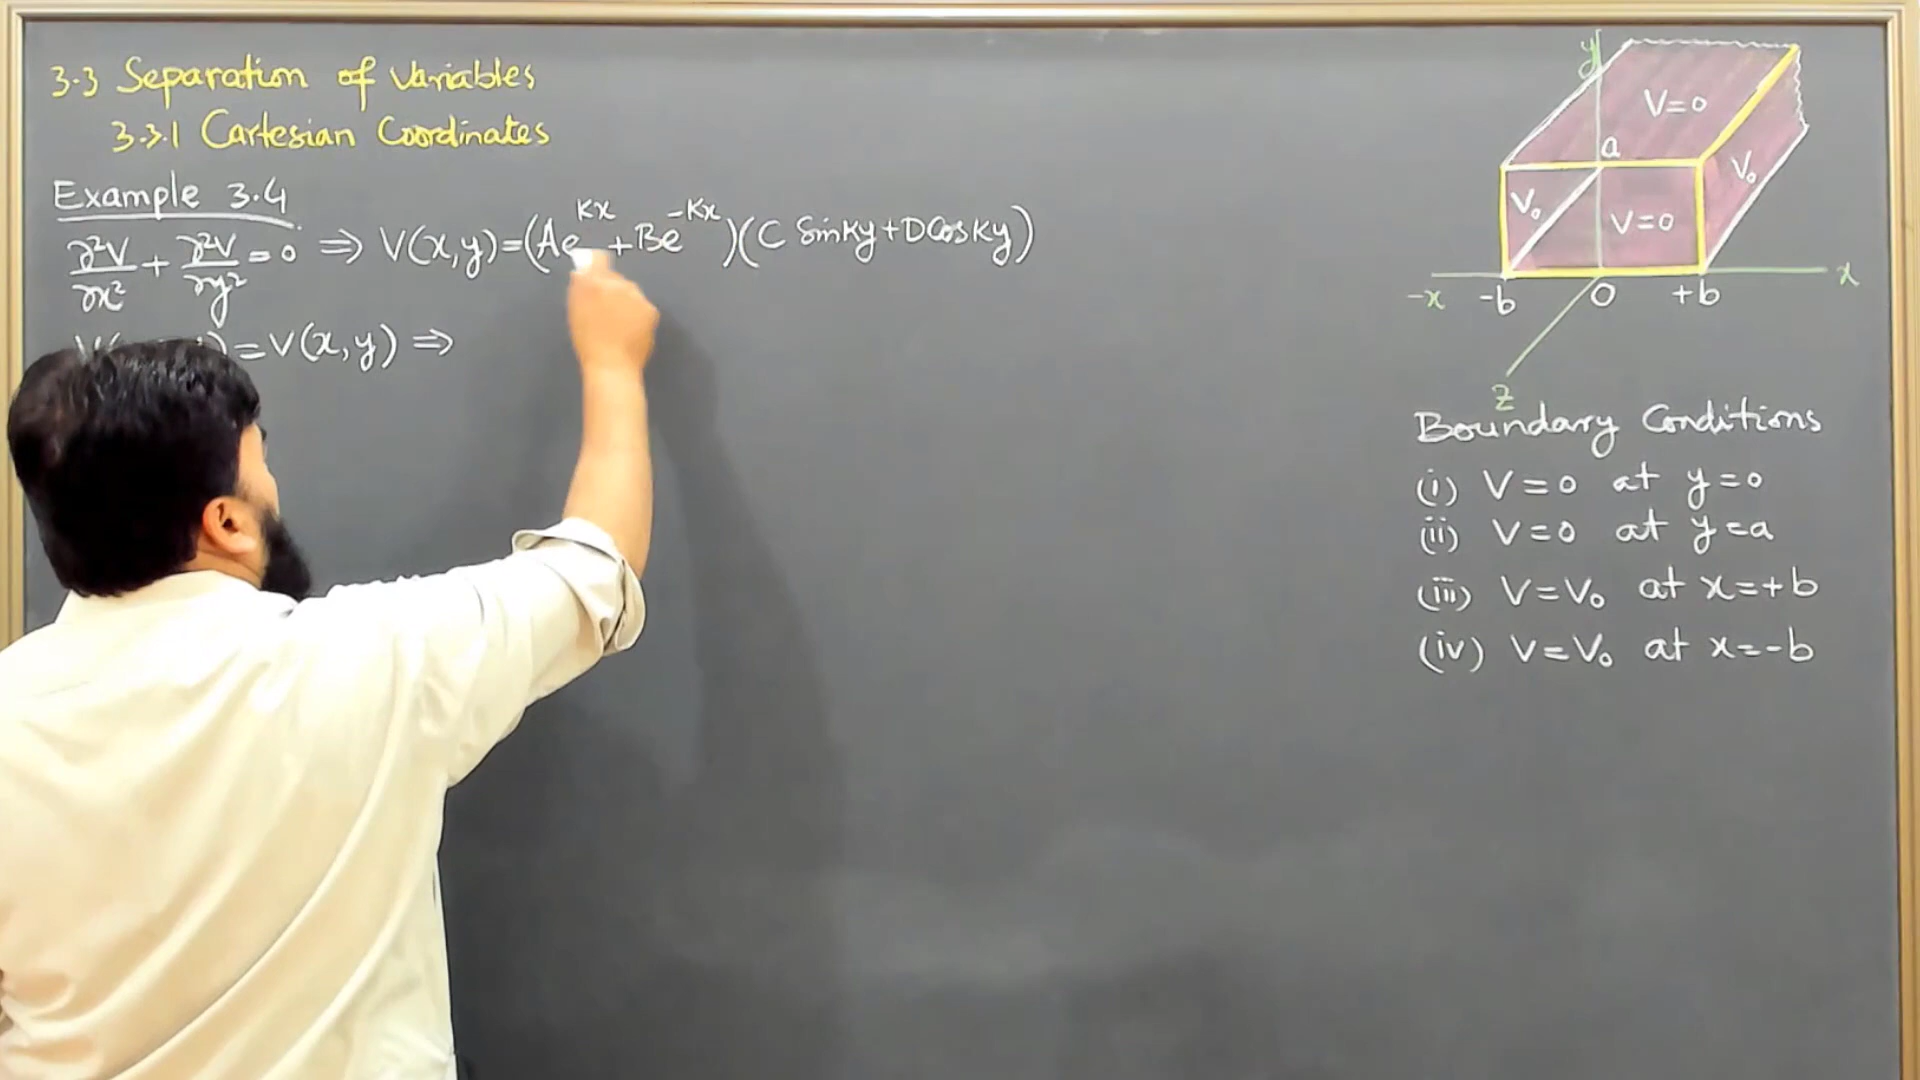 3.3 Separation of Variables
3.3.1 Cartesian Coordinates
Example 3.4
∂²V/∂x² + ∂²V/∂y² = 0 ⇒ V(x,y)=(Ae^Kx + Be^-Kx)(C SinKy+DCosKy)
=V(x,y) ⇒
y
V=0
a
V₀
V₀
V=0
-x -b 0 +b x
z
Boundary Conditions
(i) V=0 at y=0
(ii) V=0 at y=a
(iii) V=V₀ at x=+b
(iv) V=V₀ at x=-b